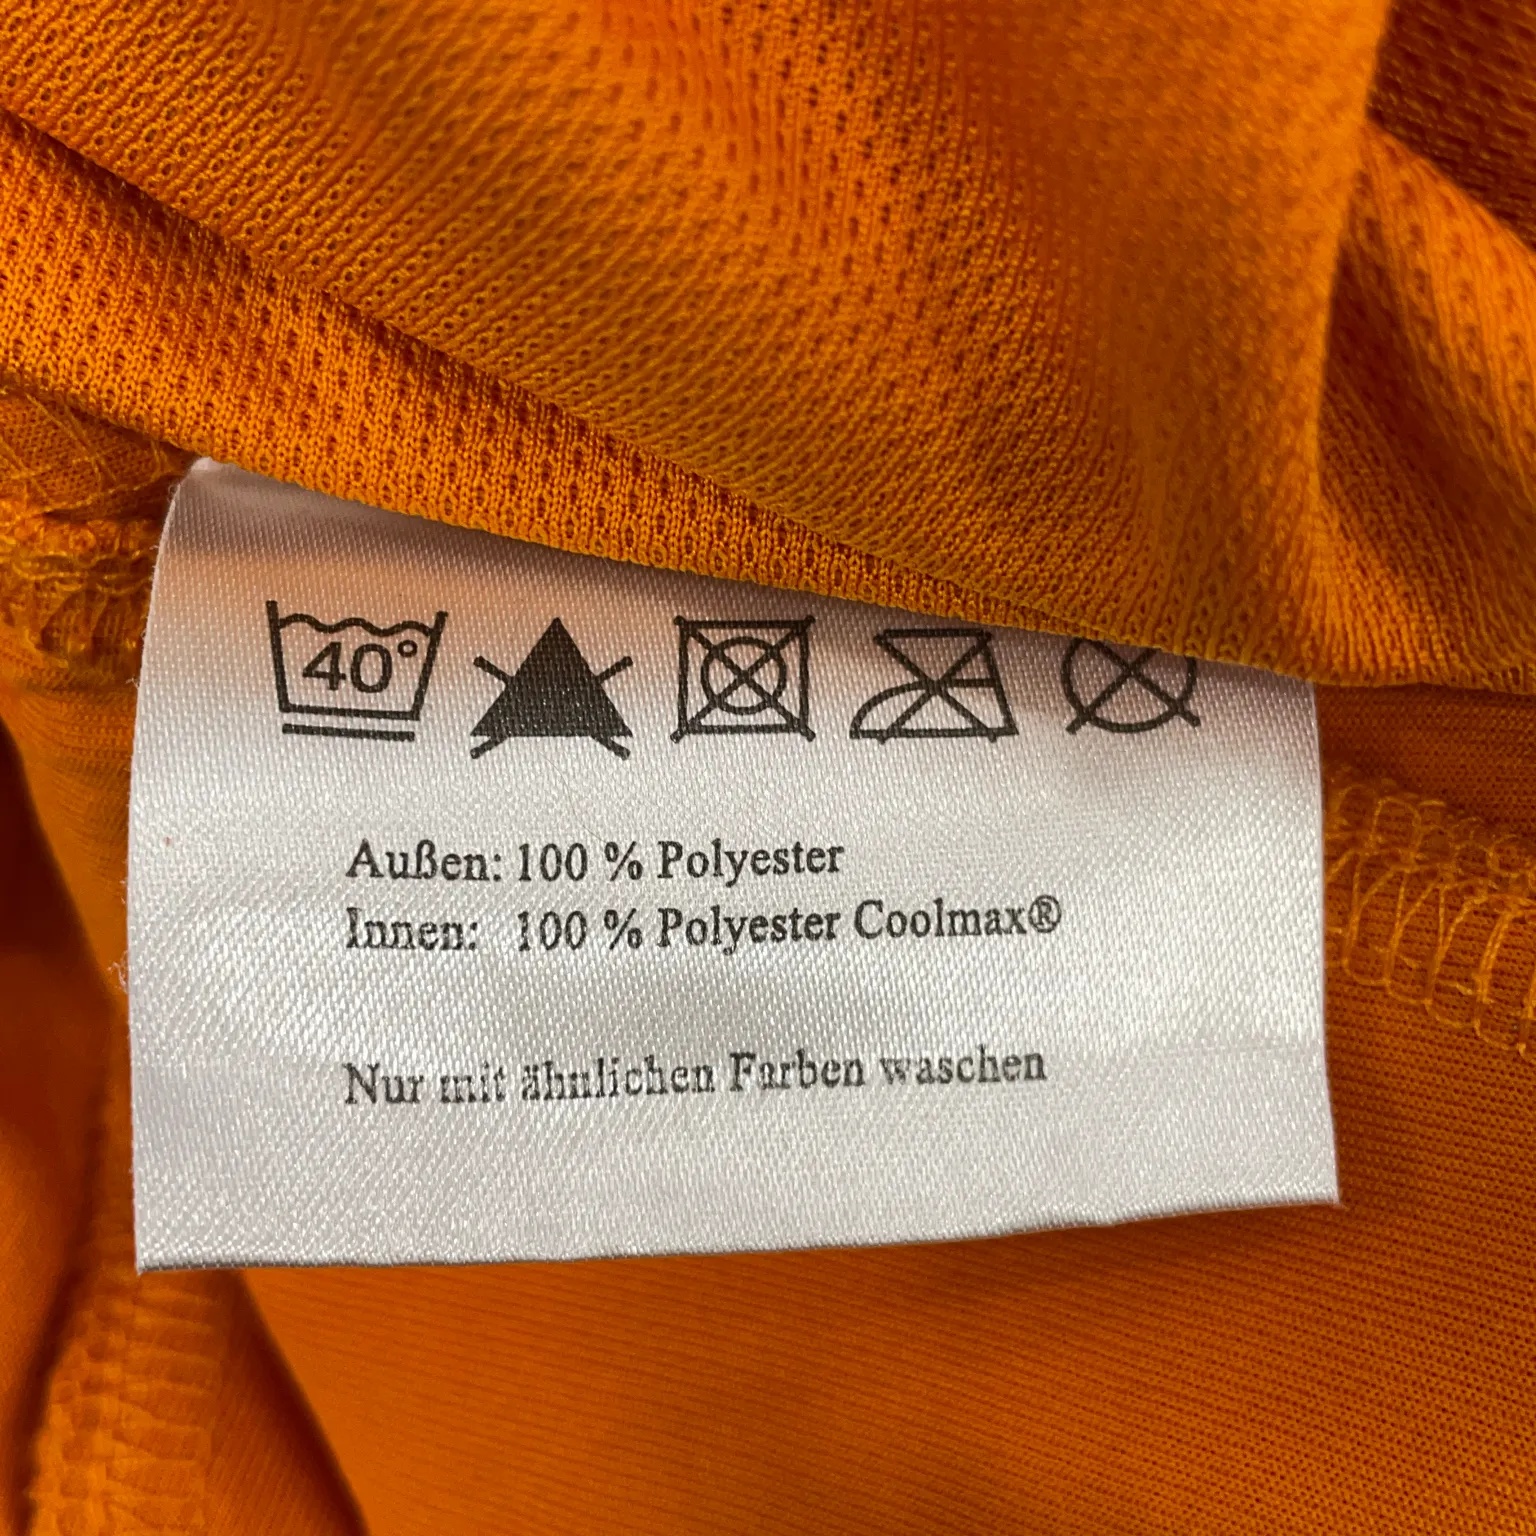 40°
Außen: 100 % Polyester
Innen: 100 % Polyester Coolmax®
Nur mit ähnlichen Farben waschen